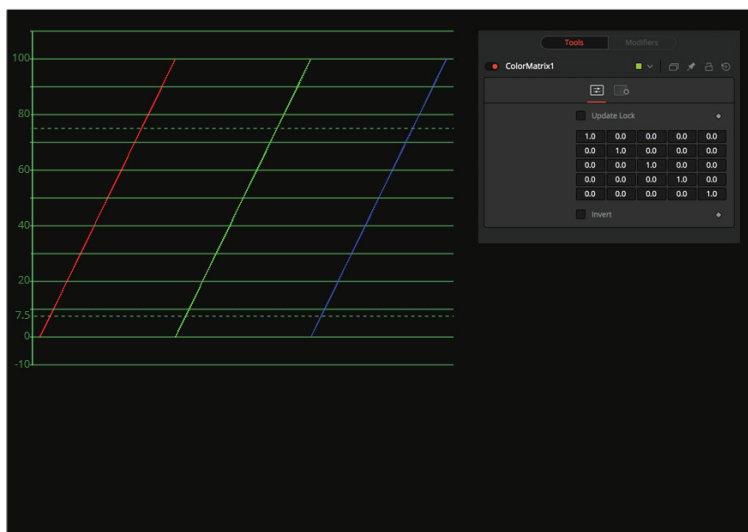 100
80
60
40
20
7.5
0
-10
Tools Modifiers
ColorMatrix1
Update Lock
1.0 0.0 0.0 0.0 0.0
0.0 1.0 0.0 0.0 0.0
0.0 0.0 1.0 0.0 0.0
0.0 0.0 0.0 1.0 0.0
0.0 0.0 0.0 0.0 1.0
Invert